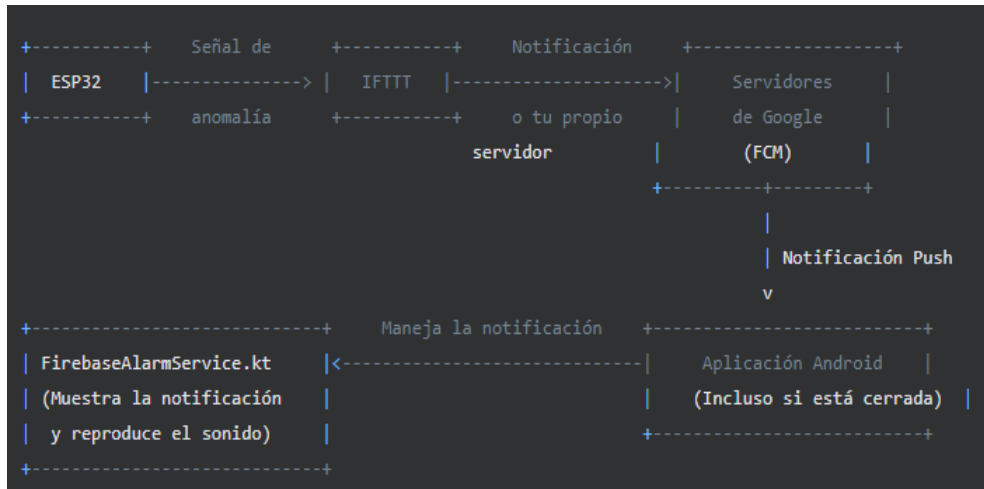 +-----------+ Señal de +-----------+ Notificación +--------------------+
| ESP32 |---------------> | IFTTT |--------------------->| Servidores |
+-----------+ anomalía +-----------+ o tu propio | de Google |
servidor | (FCM) |
+----------+---------+
|
| Notificación Push
v
+-----------------------------+ Maneja la notificación +---------------------------+
| FirebaseAlarmService.kt |<------------------------------| Aplicación Android |
| (Muestra la notificación | | (Incluso si está cerrada) |
| y reproduce el sonido) | +---------------------------+
+-----------------------------+